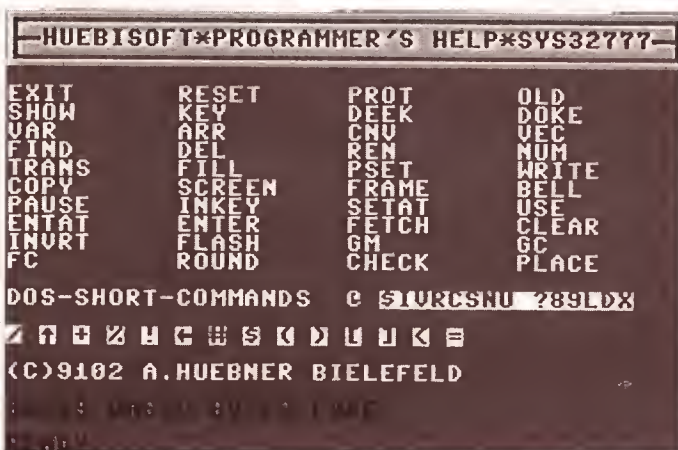 HUEBISOFT*PROGRAMMER'S HELP*SYS32777
EXIT RESET PROT OLD
SHOW KEY DEEK DOKE
VAR ARR CNV VEC
FIND DEL REN NUM
TRANS FILL PSET WRITE
COPY SCREEN FRAME BELL
PAUSE INKEY SETAT USE
ENTAT ENTER FETCH CLEAR
INVRT FLASH GM GC
FC ROUND CHECK PLACE
DOS-SHORT-COMMANDS @ $IVRCSNU ?89LDX
(C)9102 A.HUEBNER BIELEFELD